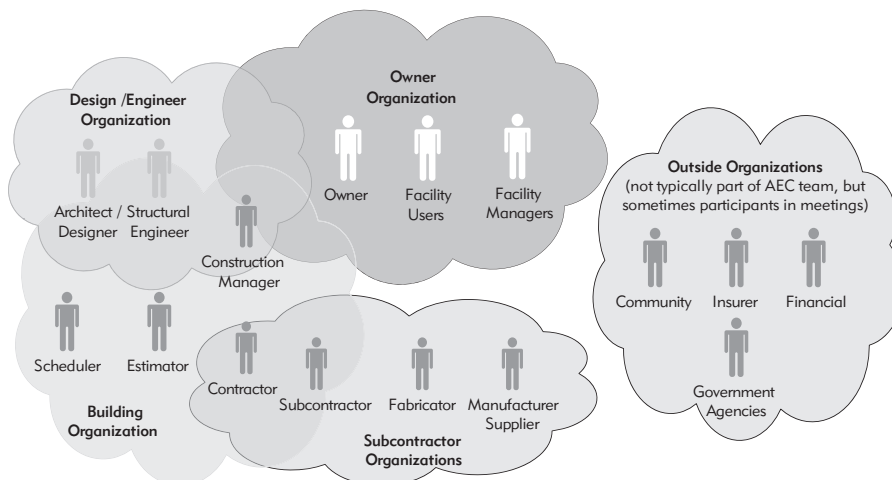 Design /Engineer
Organization
Architect /
Designer
Structural
Engineer
Owner
Organization
Owner
Facility
Users
Facility
Managers
Construction
Manager
Scheduler
Estimator
Building
Organization
Contractor
Subcontractor
Fabricator
Manufacturer
Supplier
Subcontractor
Organizations
Outside Organizations
(not typically part of AEC team, but
sometimes participants in meetings)
Community
Insurer
Financial
Government
Agencies